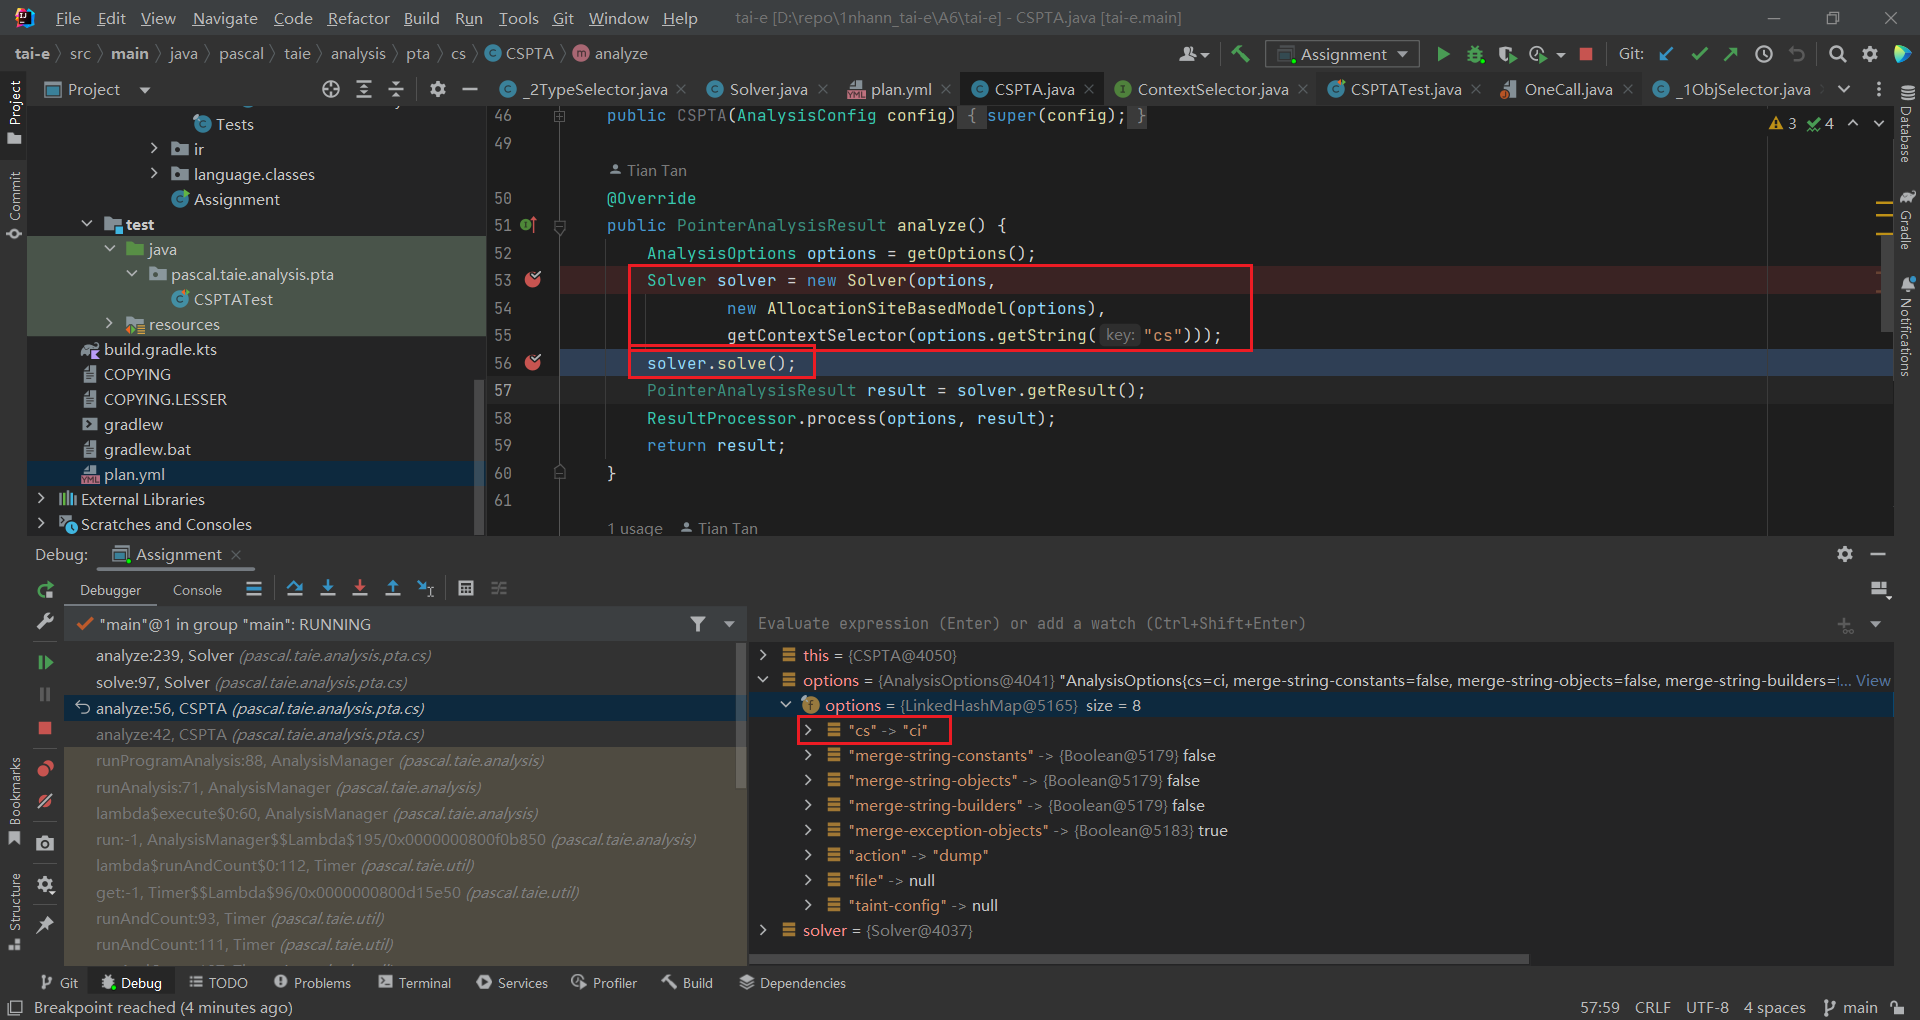 File Edit View Navigate Code Refactor Build Run Tools Git Window Help tai-e [D:\repo\1nhann_tai-e\A6\tai-e] - CSPTA.java [tai-e.main]
tai-e src main java pascal taie analysis pta cs CSPTA analyze Assignment Git:
Project
_2TypeSelector.java Solver.java plan.yml CSPTA.java ContextSelector.java CSPTATest.java OneCall.java _1ObjSelector.java
Project
Commit
Tests
ir
language.classes
Assignment
test
java
pascal.taie.analysis.pta
CSPTATest
resources
build.gradle.kts
COPYING
COPYING.LESSER
gradlew
gradlew.bat
plan.yml
External Libraries
Scratches and Consoles
46 public CSPTA(AnalysisConfig config) { super(config); }
3 4
49
Tian Tan
50 @Override
51 public PointerAnalysisResult analyze() {
52 AnalysisOptions options = getOptions();
53 Solver solver = new Solver(options,
54 new AllocationSiteBasedModel(options),
55 getContextSelector(options.getString( key: "cs")));
56 solver.solve();
57 PointerAnalysisResult result = solver.getResult();
58 ResultProcessor.process(options, result);
59 return result;
60 }
61
1 usage Tian Tan
Database
Gradle
Notifications
Debug: Assignment
Debugger Console
"main"@1 in group "main": RUNNING
analyze:239, Solver (pascal.taie.analysis.pta.cs)
solve:97, Solver (pascal.taie.analysis.pta.cs)
analyze:56, CSPTA (pascal.taie.analysis.pta.cs)
analyze:42, CSPTA (pascal.taie.analysis.pta.cs)
runProgramAnalysis:88, AnalysisManager (pascal.taie.analysis)
runAnalysis:71, AnalysisManager (pascal.taie.analysis)
lambda$execute$0:60, AnalysisManager (pascal.taie.analysis)
run:-1, AnalysisManager$$Lambda$195/0x0000000800f0b850 (pascal.taie.analysis)
lambda$runAndCount$0:112, Timer (pascal.taie.util)
get:-1, Timer$$Lambda$96/0x0000000800d15e50 (pascal.taie.util)
runAndCount:93, Timer (pascal.taie.util)
runAndCount:111, Timer (pascal.taie.util)
Evaluate expression (Enter) or add a watch (Ctrl+Shift+Enter)
this = {CSPTA@4050}
options = {AnalysisOptions@4041} "AnalysisOptions{cs=ci, merge-string-constants=false, merge-string-objects=false, merge-string-builders=t... View
options = {LinkedHashMap@5165} size = 8
"cs" -> "ci"
"merge-string-constants" -> {Boolean@5179} false
"merge-string-objects" -> {Boolean@5179} false
"merge-string-builders" -> {Boolean@5179} false
"merge-exception-objects" -> {Boolean@5183} true
"action" -> "dump"
"file" -> null
"taint-config" -> null
solver = {Solver@4037}
Bookmarks
Structure
Git Debug TODO Problems Terminal Services Profiler Build Dependencies
Breakpoint reached (4 minutes ago) 57:59 CRLF UTF-8 4 spaces main